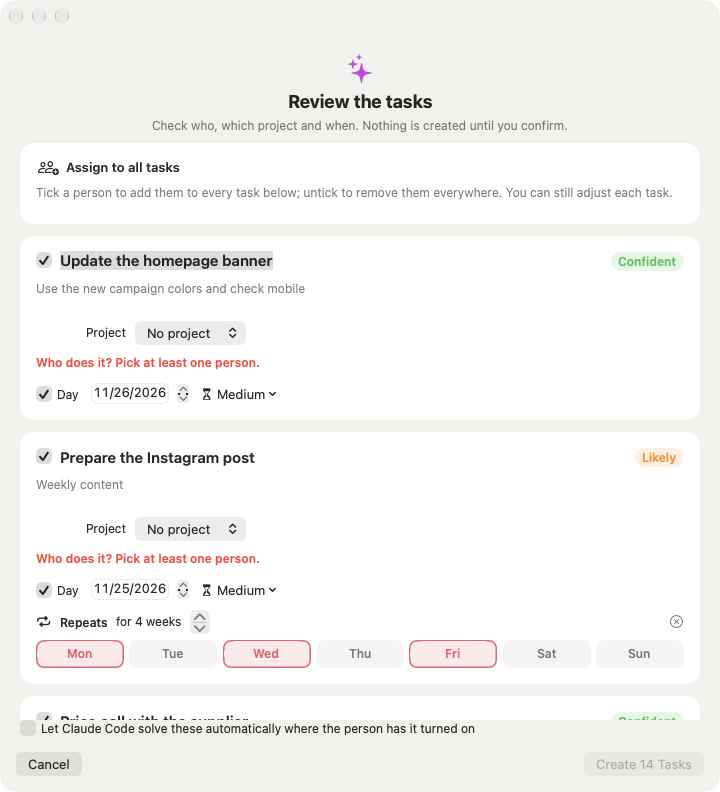 Review the tasks
Check who, which project and when. Nothing is created until you confirm.
Assign to all tasks
Tick a person to add them to every task below; untick to remove them everywhere. You can still adjust each task.
Update the homepage banner
Confident
Use the new campaign colors and check mobile
Project No project
Who does it? Pick at least one person.
Day 11/26/2026 Medium
Prepare the Instagram post
Likely
Weekly content
Project No project
Who does it? Pick at least one person.
Day 11/25/2026 Medium
Repeats for 4 weeks
Mon Tue Wed Thu Fri Sat Sun
Price call with the supplier
Confident
Let Claude Code solve these automatically where the person has it turned on
Cancel
Create 14 Tasks